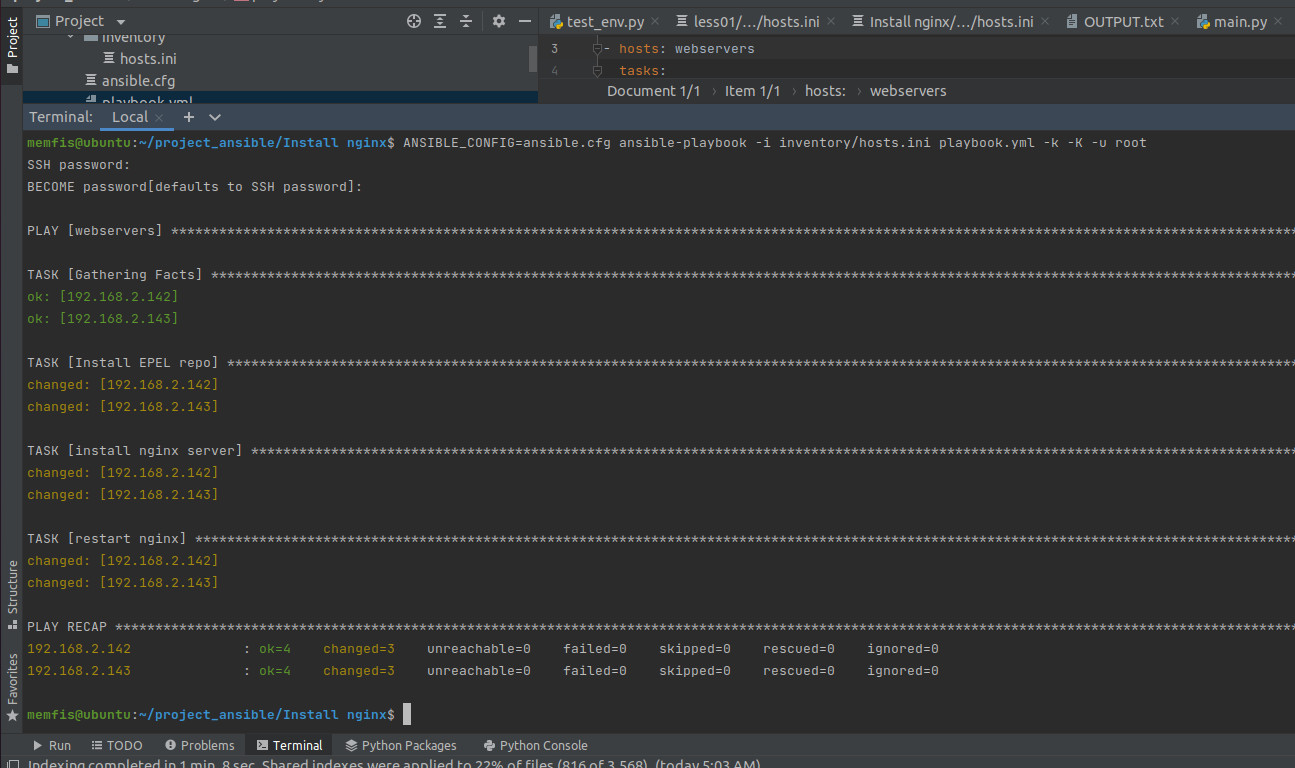 Project
test_env.py
less01/.../hosts.ini
Install nginx/.../hosts.ini
OUTPUT.txt
main.py
Project
inventory
hosts.ini
ansible.cfg
playbook.yml
3 - hosts: webservers
4 tasks:
Document 1/1 › Item 1/1 › hosts: › webservers
Terminal: Local + 
memfis@ubuntu:~/project_ansible/Install nginx$ ANSIBLE_CONFIG=ansible.cfg ansible-playbook -i inventory/hosts.ini playbook.yml -k -K -u root
SSH password:
BECOME password[defaults to SSH password]:
PLAY [webservers] *********************************************************************************************************************************************
TASK [Gathering Facts] ****************************************************************************************************************************************
ok: [192.168.2.142]
ok: [192.168.2.143]
TASK [Install EPEL repo] **************************************************************************************************************************************
changed: [192.168.2.142]
changed: [192.168.2.143]
TASK [install nginx server] ***********************************************************************************************************************************
changed: [192.168.2.142]
changed: [192.168.2.143]
TASK [restart nginx] ******************************************************************************************************************************************
changed: [192.168.2.142]
changed: [192.168.2.143]
PLAY RECAP ****************************************************************************************************************************************************
192.168.2.142 : ok=4 changed=3 unreachable=0 failed=0 skipped=0 rescued=0 ignored=0
192.168.2.143 : ok=4 changed=3 unreachable=0 failed=0 skipped=0 rescued=0 ignored=0
memfis@ubuntu:~/project_ansible/Install nginx$
Structure
Favorites
Run
TODO
Problems
Terminal
Python Packages
Python Console
Indexing completed in 1 min, 8 sec. Shared indexes were applied to 22% of files (816 of 3,568). (today 5:03 AM)